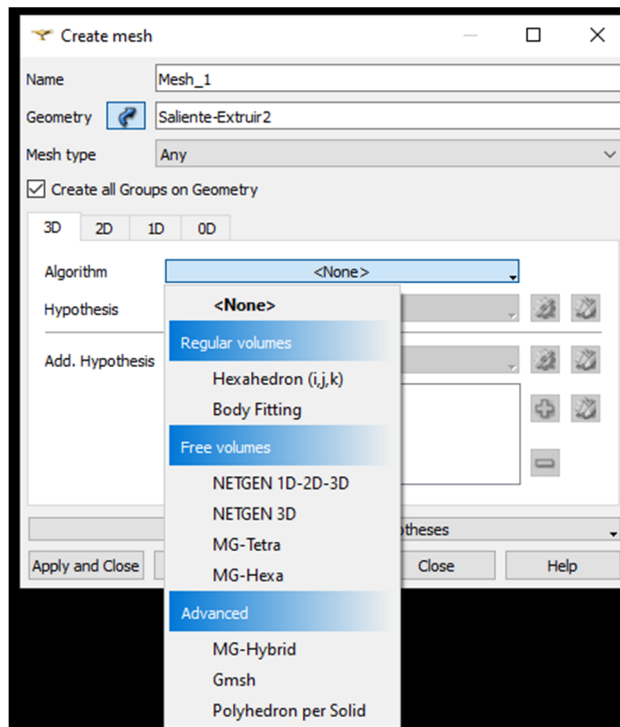 Create mesh
Name Mesh_1
Geometry Saliente-Extruir2
Mesh type Any
Create all Groups on Geometry
3D 2D 1D 0D
Algorithm <None>
<None>
Hypothesis
Regular volumes
Add. Hypothesis
Hexahedron (i,j,k)
Body Fitting
Free volumes
NETGEN 1D-2D-3D
NETGEN 3D
MG-Tetra
MG-Hexa
Advanced
MG-Hybrid
Gmsh
Polyhedron per Solid
Apply and Close Close Help